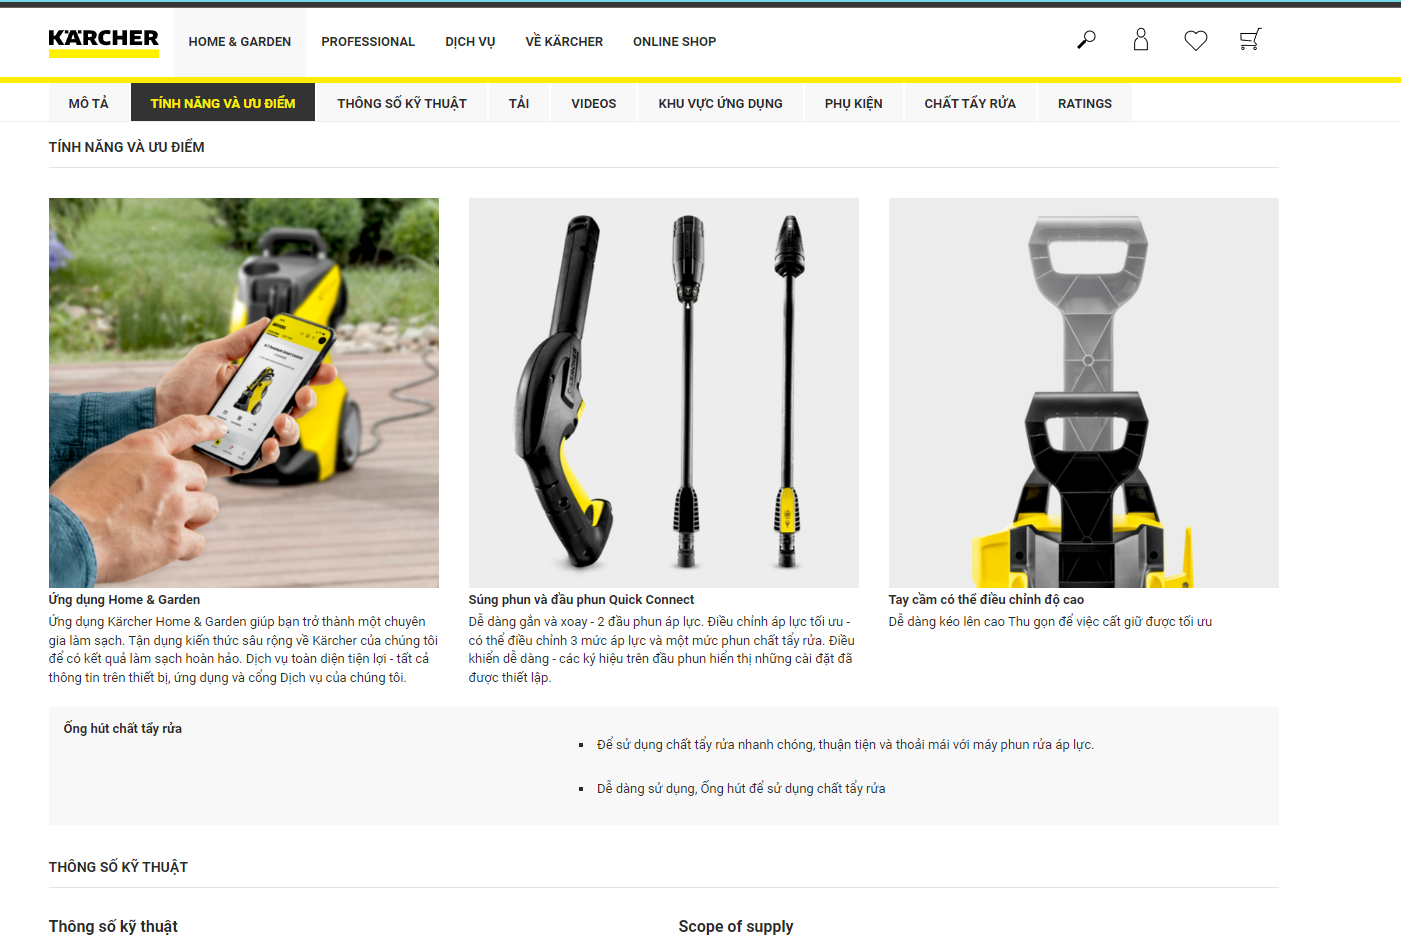 KÄRCHER
HOME & GARDEN
PROFESSIONAL
DỊCH VỤ
VỀ KÄRCHER
ONLINE SHOP
MÔ TẢ
TÍNH NĂNG VÀ ƯU ĐIỂM
THÔNG SỐ KỸ THUẬT
TẢI
VIDEOS
KHU VỰC ỨNG DỤNG
PHỤ KIỆN
CHẤT TẨY RỬA
RATINGS
TÍNH NĂNG VÀ ƯU ĐIỂM
Ứng dụng Home & Garden
Ứng dụng Kärcher Home & Garden giúp bạn trở thành một chuyên
gia làm sạch. Tận dụng kiến thức sâu rộng về Kärcher của chúng tôi
để có kết quả làm sạch hoàn hảo. Dịch vụ toàn diện tiện lợi - tất cả
thông tin trên thiết bị, ứng dụng và cổng Dịch vụ của chúng tôi.
Súng phun và đầu phun Quick Connect
Dễ dàng gắn và xoay - 2 đầu phun áp lực. Điều chỉnh áp lực tối ưu -
có thể điều chỉnh 3 mức áp lực và một mức phun chất tẩy rửa. Điều
khiển dễ dàng - các ký hiệu trên đầu phun hiển thị những cài đặt đã
được thiết lập.
Tay cầm có thể điều chỉnh độ cao
Dễ dàng kéo lên cao Thu gọn để việc cất giữ được tối ưu
Ống hút chất tẩy rửa
Để sử dụng chất tẩy rửa nhanh chóng, thuận tiện và thoải mái với máy phun rửa áp lực.
Dễ dàng sử dụng, Ống hút để sử dụng chất tẩy rửa
THÔNG SỐ KỸ THUẬT
Thông số kỹ thuật
Scope of supply